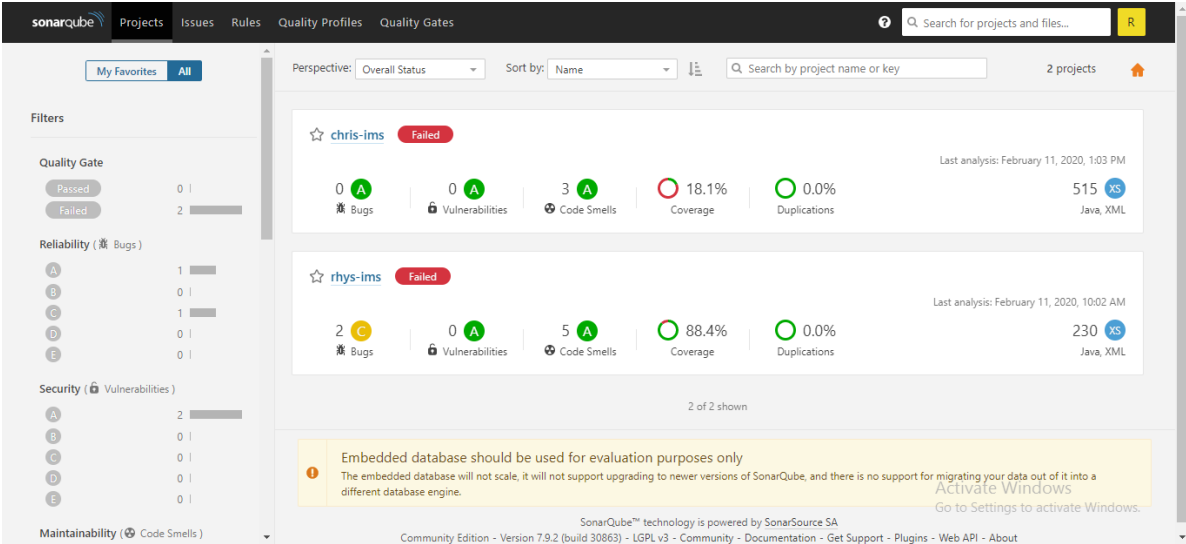 sonarqube Projects Issues Rules Quality Profiles Quality Gates Search for projects and files... R
My Favorites All
Perspective: Overall Status Sort by: Name Search by project name or key 2 projects
Filters
Quality Gate
Passed 0
Failed 2
Reliability ( Bugs )
A 1
B 0
C 1
D 0
E 0
Security ( Vulnerabilities )
A 2
B 0
C 0
D 0
E 0
Maintainability ( Code Smells )
chris-ims Failed
Last analysis: February 11, 2020, 1:03 PM
0 A 0 A 3 A 18.1% 0.0% 515 XS
Bugs Vulnerabilities Code Smells Coverage Duplications Java, XML
rhys-ims Failed
Last analysis: February 11, 2020, 10:02 AM
2 C 0 A 5 A 88.4% 0.0% 230 XS
Bugs Vulnerabilities Code Smells Coverage Duplications Java, XML
2 of 2 shown
Embedded database should be used for evaluation purposes only
The embedded database will not scale, it will not support upgrading to newer versions of SonarQube, and there is no support for migrating your data out of it into a
different database engine.
Activate Windows
Go to Settings to activate Windows.
SonarQube™ technology is powered by SonarSource SA
Community Edition - Version 7.9.2 (build 30863) - LGPL v3 - Community - Documentation - Get Support - Plugins - Web API - About